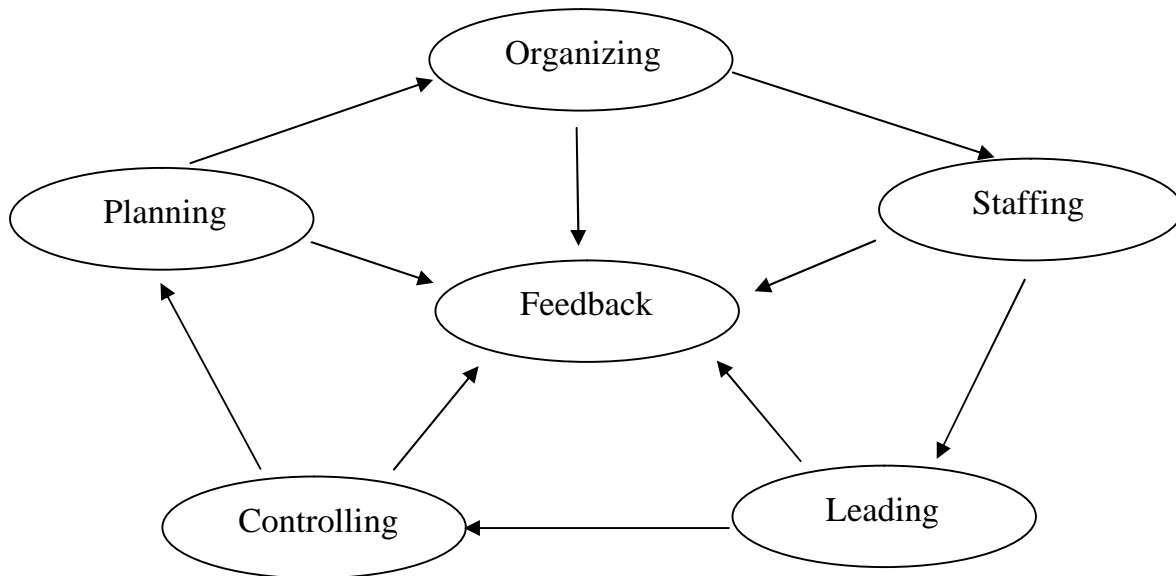 Organizing
Planning
Staffing
Feedback
Controlling
Leading